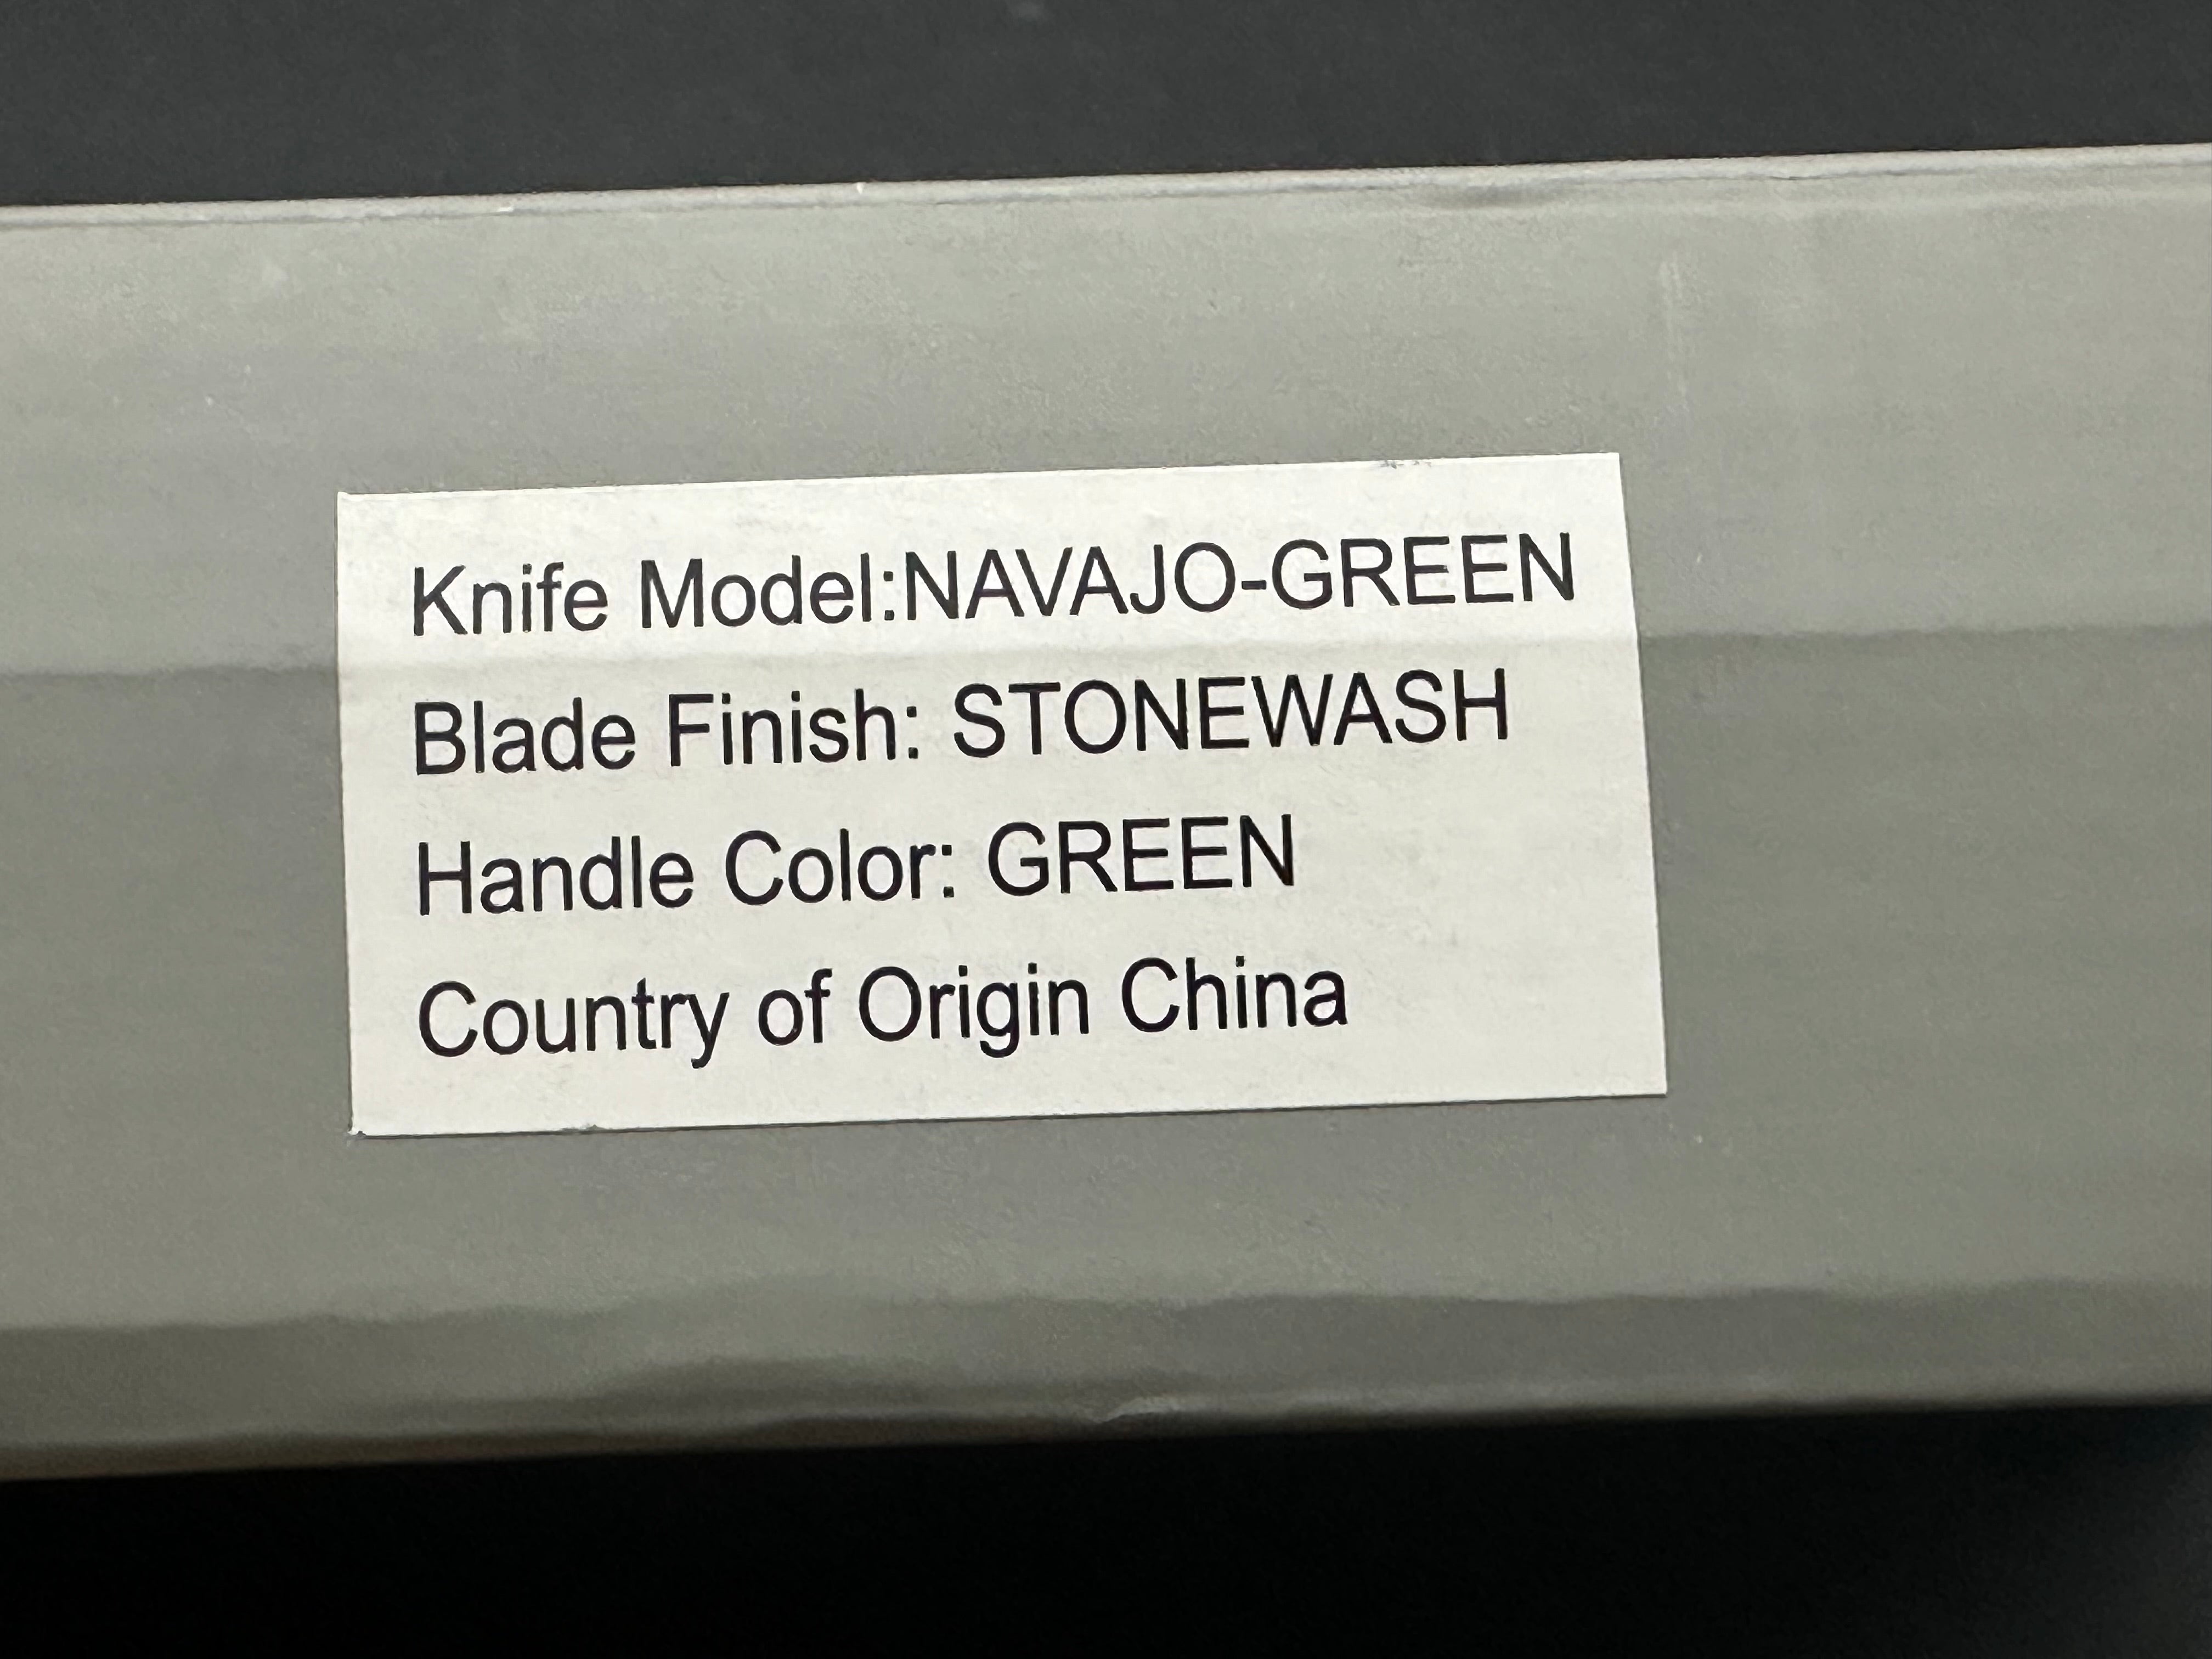 Knife Model:NAVAJO-GREEN
Blade Finish: STONEWASH
Handle Color: GREEN
Country of Origin China